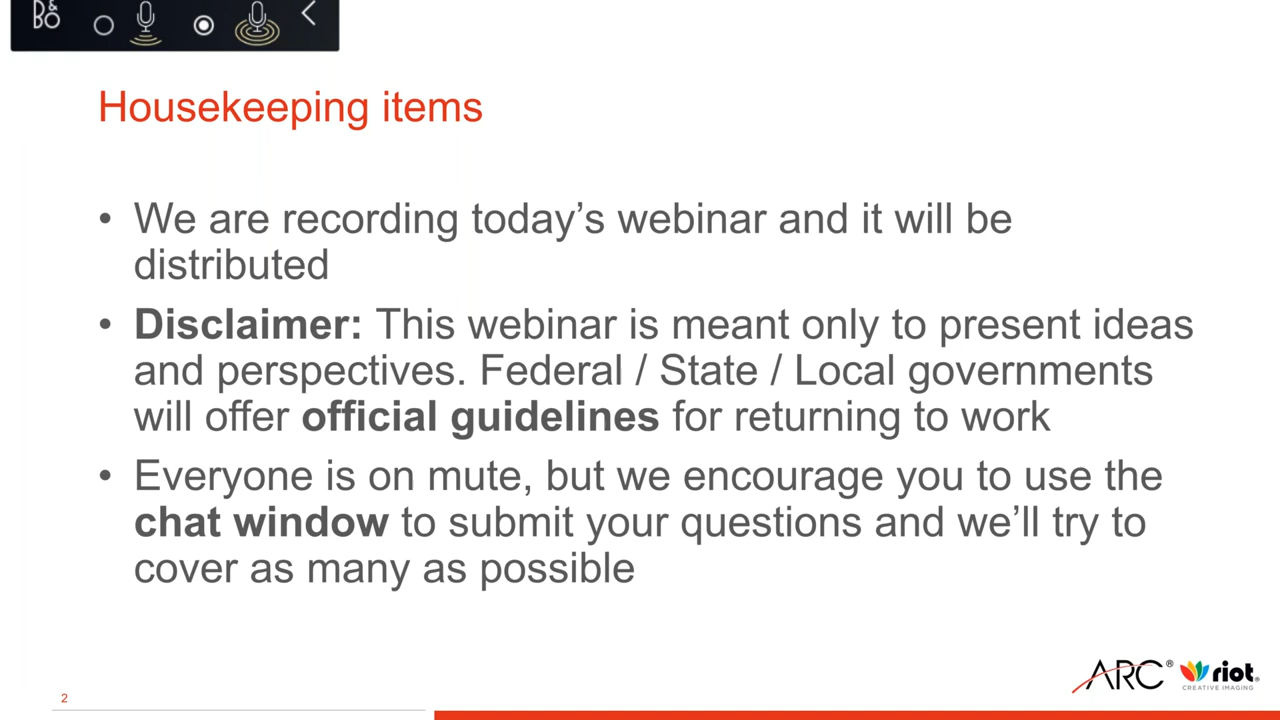 B&O
Housekeeping items
• We are recording today’s webinar and it will be
distributed
• Disclaimer: This webinar is meant only to present ideas
and perspectives. Federal / State / Local governments
will offer official guidelines for returning to work
• Everyone is on mute, but we encourage you to use the
chat window to submit your questions and we’ll try to
cover as many as possible
ARC® riot®
CREATIVE IMAGING
2